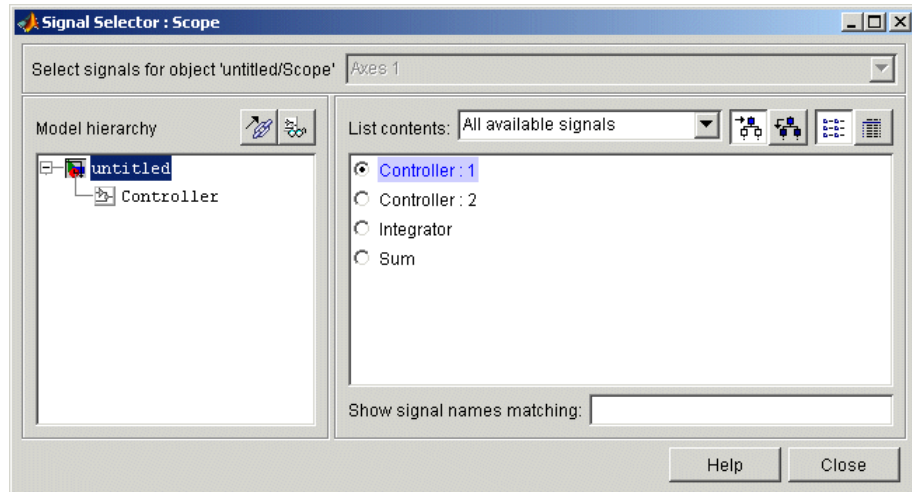 Signal Selector : Scope
Select signals for object 'untitled/Scope' Axes 1
Model hierarchy
untitled
Controller
List contents: All available signals
Controller : 1
Controller : 2
Integrator
Sum
Show signal names matching:
Help Close